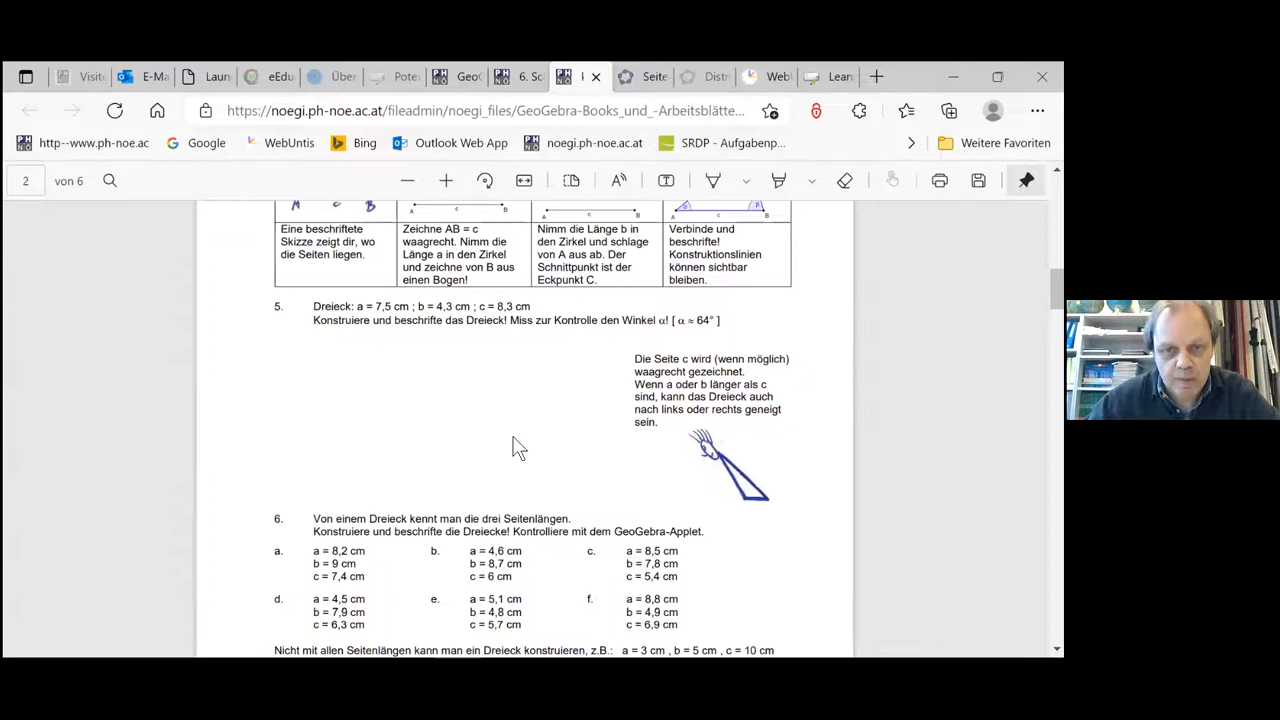 Visite
E-Ma
Laun
eEdu
Über
Poter
GeoG
6. Sc
Seite
Distr
WebU
Learn
https://noegi.ph-noe.ac.at/fileadmin/noegi_files/GeoGebra-Books_und_-Arbeitsblätte...
http--www.ph-noe.ac
Google
WebUntis
Bing
Outlook Web App
noegi.ph-noe.ac.at
SRDP - Aufgabenp...
Weitere Favoriten
2 von 6
A c B
A c B
A c B
Eine beschriftete
Skizze zeigt dir, wo
die Seiten liegen.
Zeichne AB = c
waagrecht. Nimm die
Länge a in den Zirkel
und zeichne von B aus
einen Bogen!
Nimm die Länge b in
den Zirkel und schlage
von A aus ab. Der
Schnittpunkt ist der
Eckpunkt C.
Verbinde und
beschrifte!
Konstruktionslinien
können sichtbar
bleiben.
5. Dreieck: a = 7,5 cm ; b = 4,3 cm ; c = 8,3 cm
Konstruiere und beschrifte das Dreieck! Miss zur Kontrolle den Winkel α! [ α ≈ 64° ]
Die Seite c wird (wenn möglich)
waagrecht gezeichnet.
Wenn a oder b länger als c
sind, kann das Dreieck auch
nach links oder rechts geneigt
sein.
6. Von einem Dreieck kennt man die drei Seitenlängen.
Konstruiere und beschrifte die Dreiecke! Kontrolliere mit dem GeoGebra-Applet.
a. a = 8,2 cm b. a = 4,6 cm c. a = 8,5 cm
b = 9 cm b = 8,7 cm b = 7,8 cm
c = 7,4 cm c = 6 cm c = 5,4 cm
d. a = 4,5 cm e. a = 5,1 cm f. a = 8,8 cm
b = 7,9 cm b = 4,8 cm b = 4,9 cm
c = 6,3 cm c = 5,7 cm c = 6,9 cm
Nicht mit allen Seitenlängen kann man ein Dreieck konstruieren, z.B.: a = 3 cm , b = 5 cm , c = 10 cm